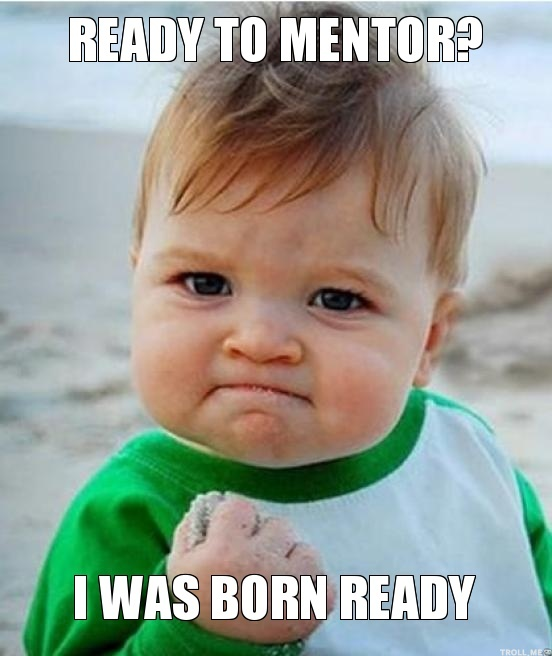 READY TO MENTOR?
I WAS BORN READY
TROLL.ME